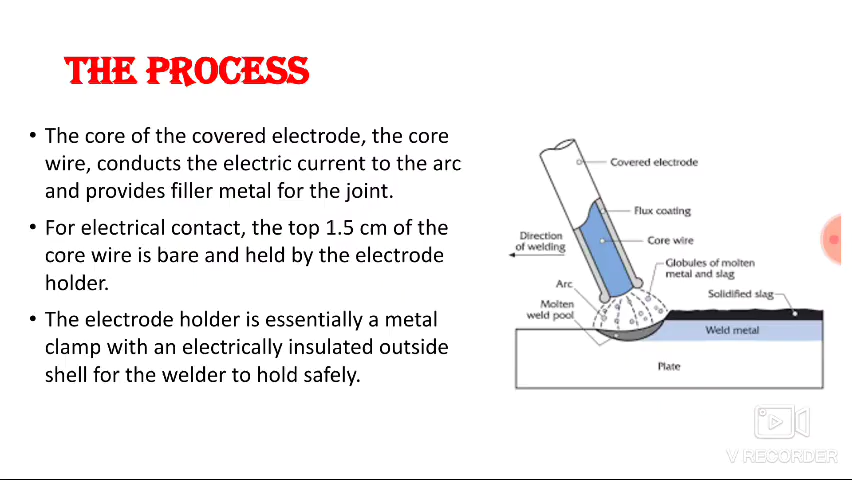 THE PROCESS
• The core of the covered electrode, the core
wire, conducts the electric current to the arc
and provides filler metal for the joint.
• For electrical contact, the top 1.5 cm of the
core wire is bare and held by the electrode
holder.
• The electrode holder is essentially a metal
clamp with an electrically insulated outside
shell for the welder to hold safely.
Covered electrode
Flux coating
Direction
of welding
Core wire
Globules of molten
metal and slag
Arc
Solidified slag
Molten
weld pool
Weld metal
Plate
V RECORDER